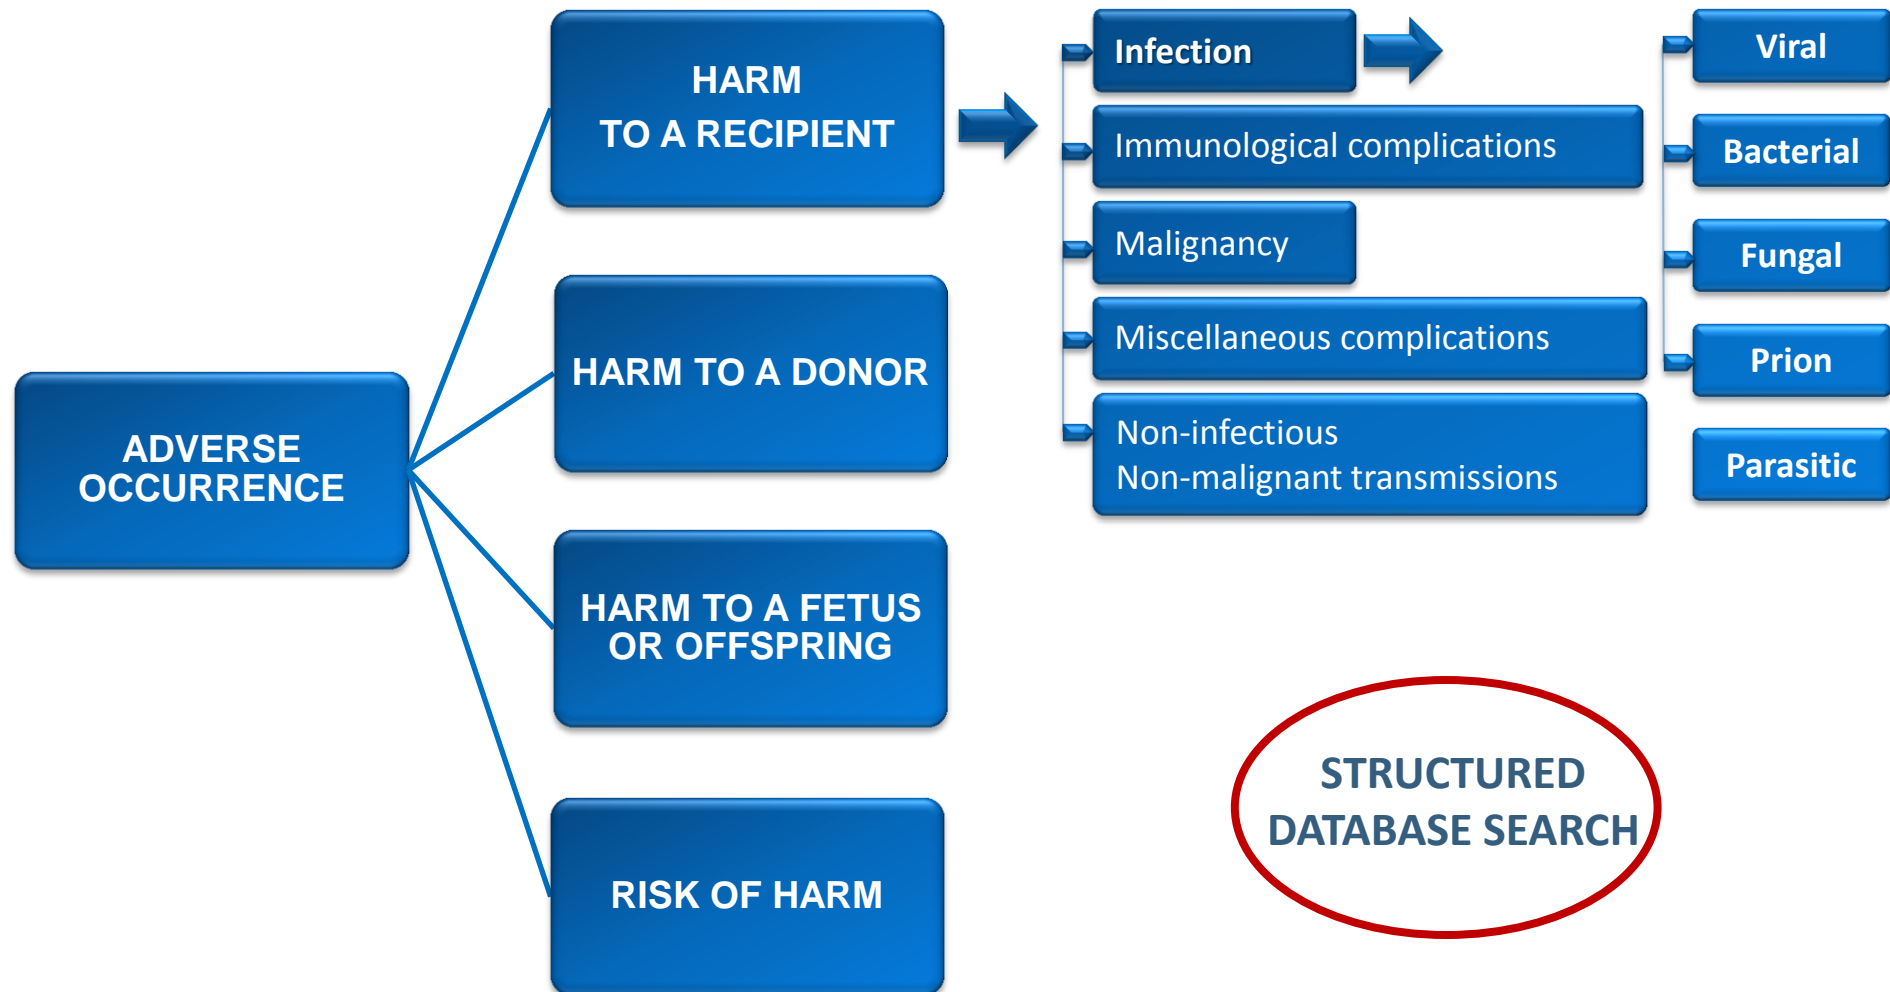 ADVERSE
OCCURRENCE
HARM
TO A RECIPIENT
HARM TO A DONOR
HARM TO A FETUS
OR OFFSPRING
RISK OF HARM
Infection
Immunological complications
Malignancy
Miscellaneous complications
Non-infectious
Non-malignant transmissions
Viral
Bacterial
Fungal
Prion
Parasitic
STRUCTURED
DATABASE SEARCH